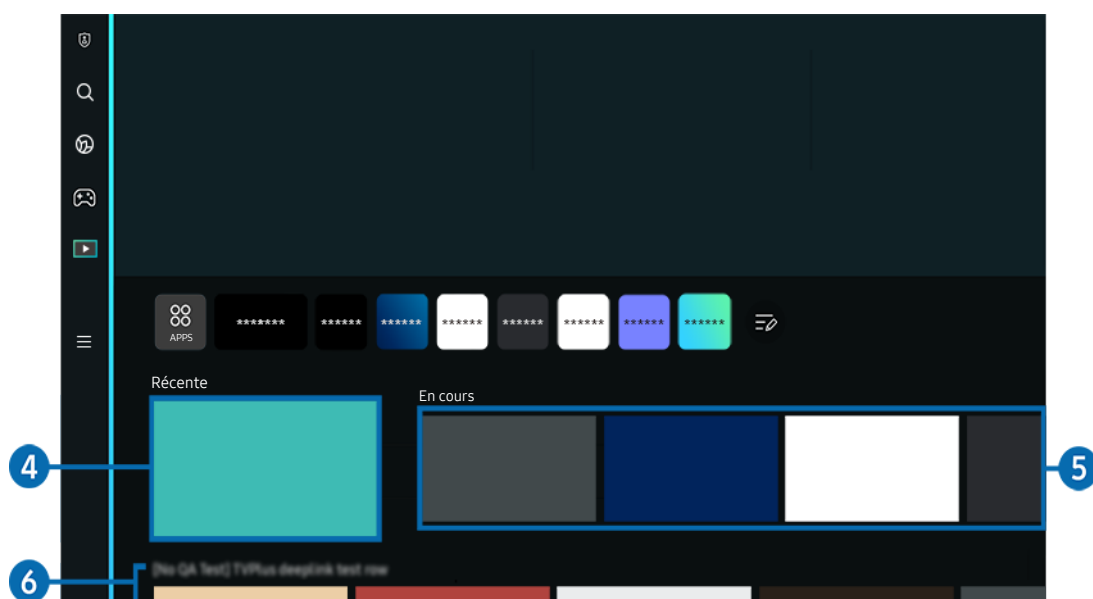 ******* ****** ****** ****** ****** ****** ****** ******
APPS
Récente
En cours
4
5
[No QA Test] TVPlus deeplink test row
6